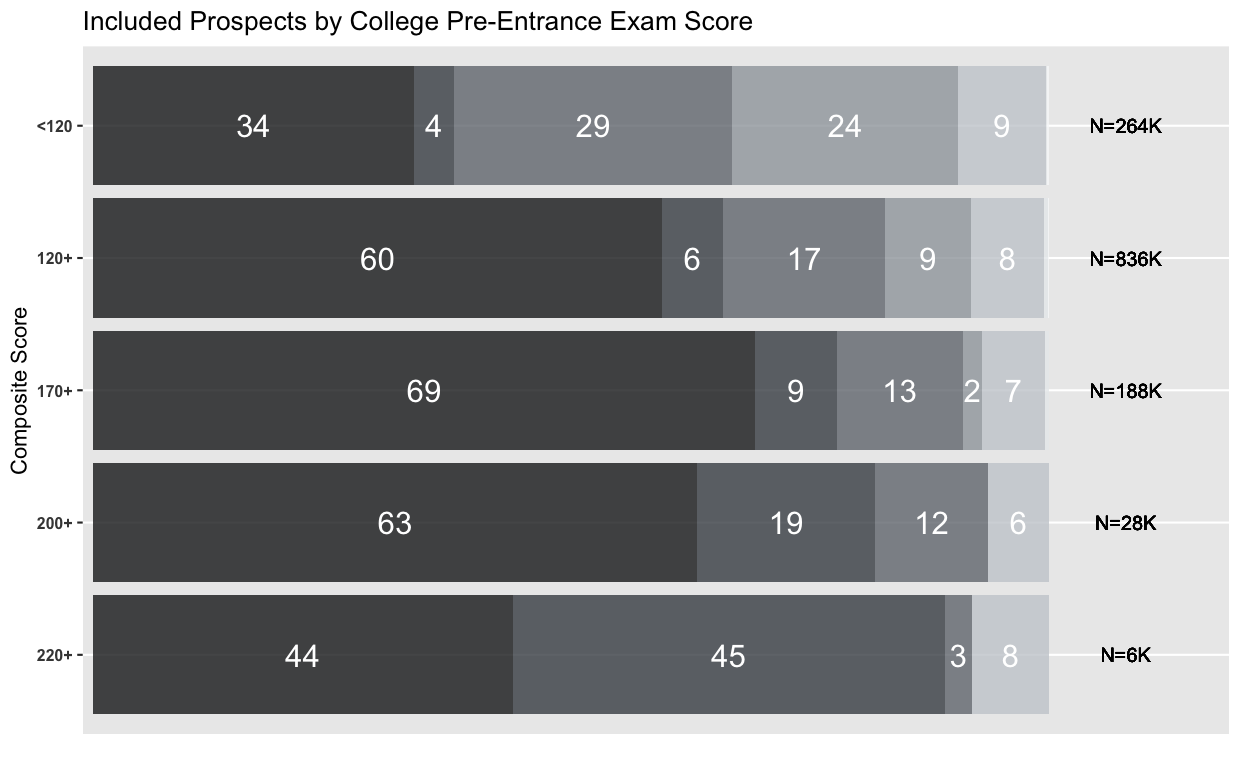 Included Prospects by College Pre-Entrance Exam Score
Composite Score
<120 34 4 29 24 9 N=264K
120+ 60 6 17 9 8 N=836K
170+ 69 9 13 2 7 N=188K
200+ 63 19 12 6 N=28K
220+ 44 45 3 8 N=6K